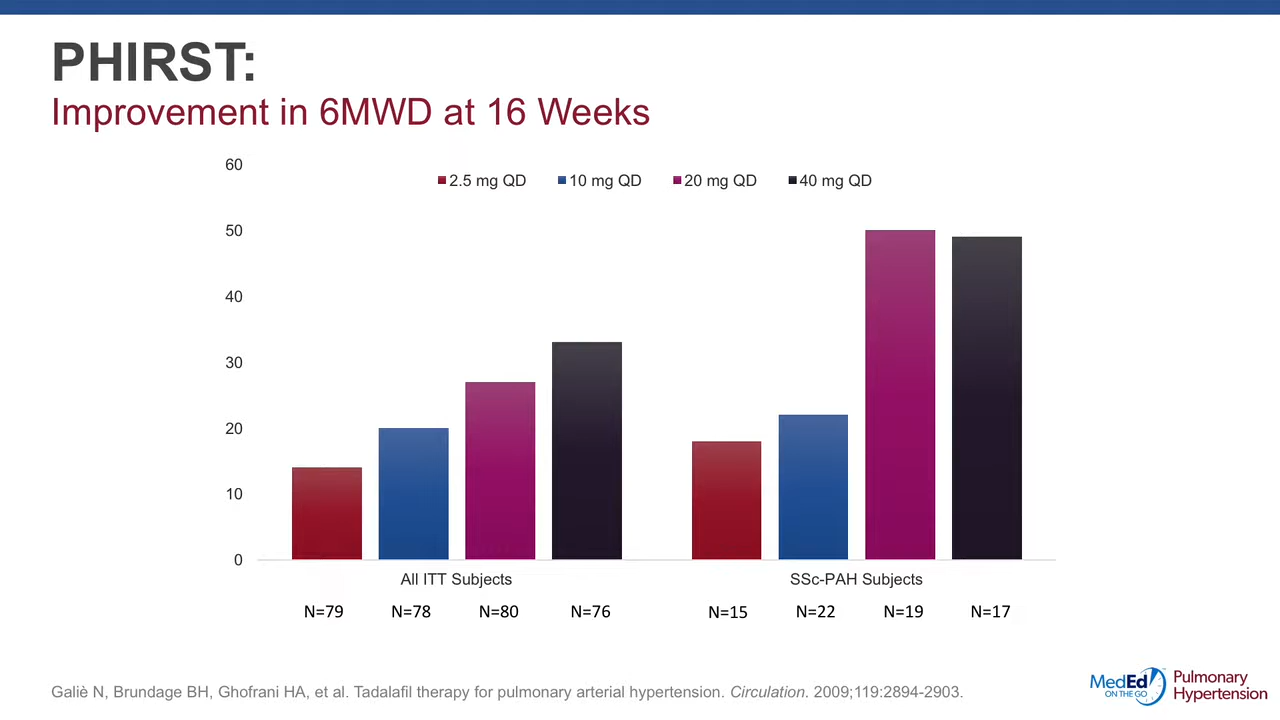 PHIRST:
Improvement in 6MWD at 16 Weeks
2.5 mg QD 10 mg QD 20 mg QD 40 mg QD
60
50
40
30
20
10
0
All ITT Subjects SSc-PAH Subjects
N=79 N=78 N=80 N=76 N=15 N=22 N=19 N=17
Galiè N, Brundage BH, Ghofrani HA, et al. Tadalafil therapy for pulmonary arterial hypertension. Circulation. 2009;119:2894-2903.
MedEd
ON THE GO
Pulmonary
Hypertension